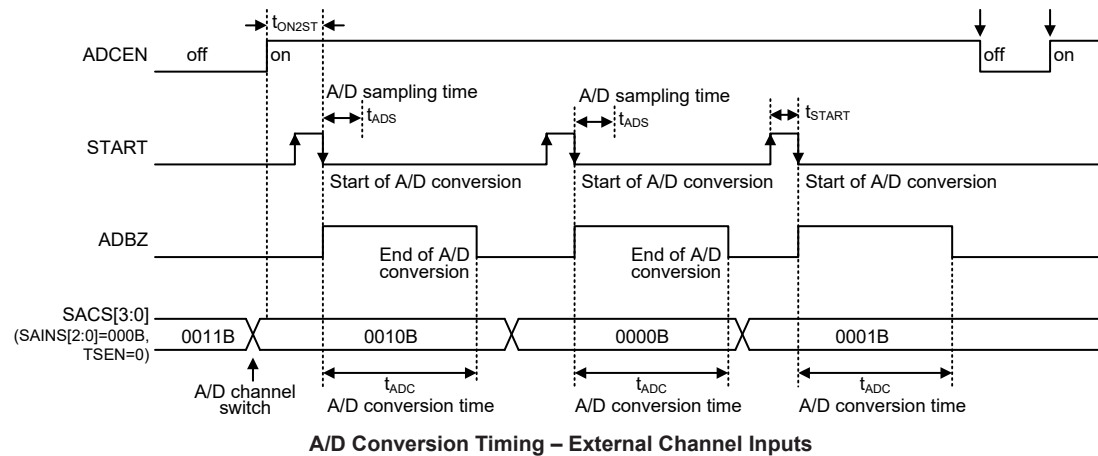 tON2ST
ADCEN
off
on
off
on
A/D sampling time
tADS
A/D sampling time
tADS
tSTART
START
Start of A/D conversion
Start of A/D conversion
Start of A/D conversion
ADBZ
End of A/D
conversion
End of A/D
conversion
SACS[3:0]
(SAINS[2:0]=000B,
TSEN=0)
0011B
0010B
0000B
0001B
A/D channel
switch
tADC
A/D conversion time
tADC
A/D conversion time
tADC
A/D conversion time
A/D Conversion Timing – External Channel Inputs